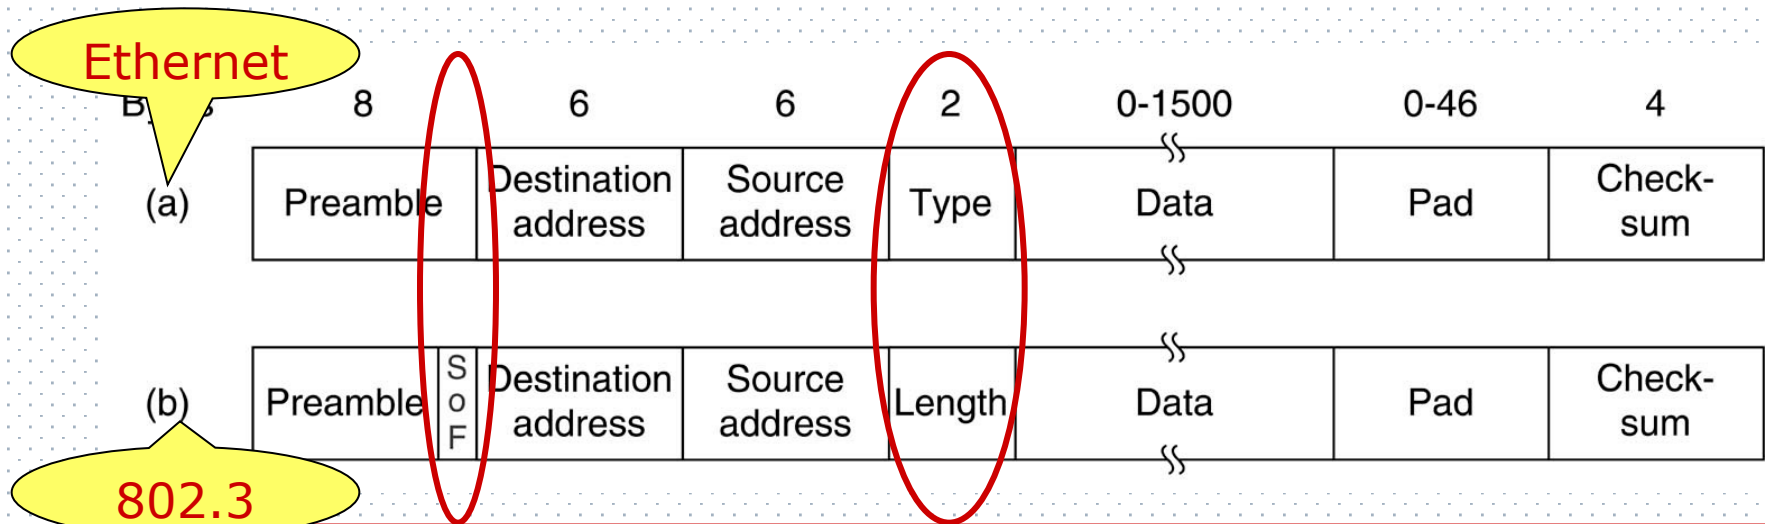 Ethernet
8 6 6 2 0-1500 0-46 4
(a) Preamble Destination address Source address Type Data Pad Check-sum
(b) Preamble SoF Destination address Source address Length Data Pad Check-sum
802.3